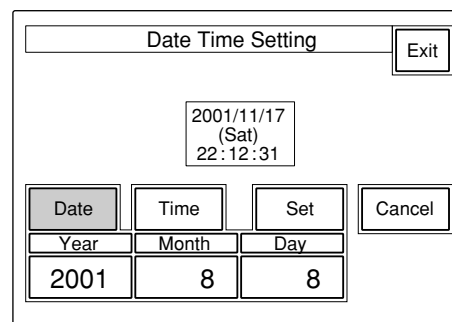 Date Time Setting
Exit
2001/11/17
(Sat)
22:12:31
Date Time Set Cancel
Year Month Day
2001 8 8